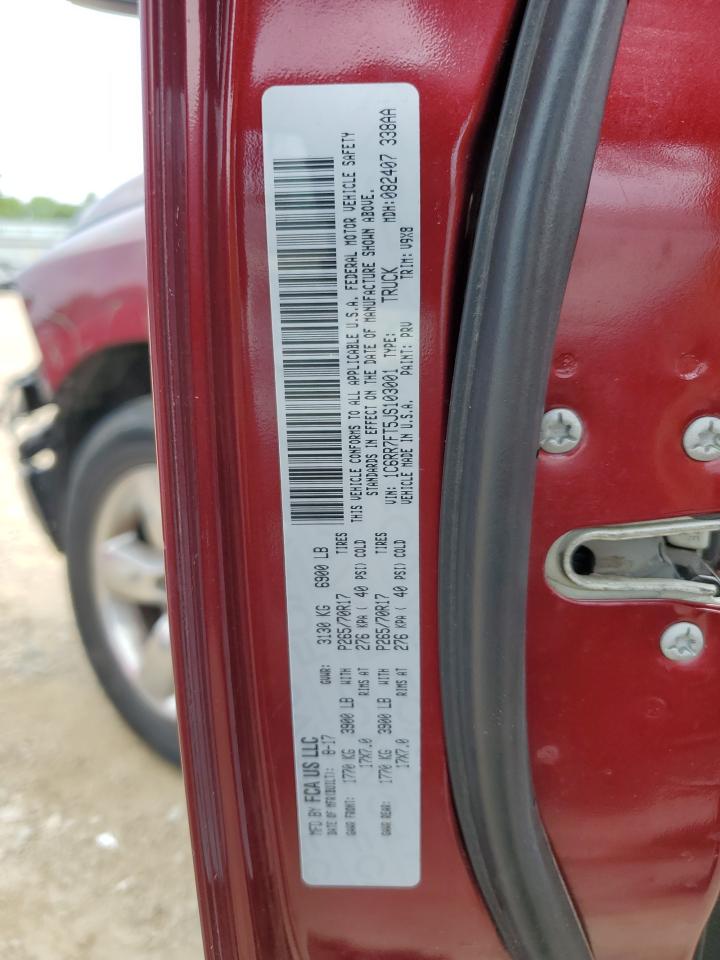 MFD BY FCA US LLC
DATE OF MFR(BUILT): 8-17 GVWR: 3130 KG 6900 LB
GAWR FRONT: 1770 KG 3900 LB WITH P265/70R17 TIRES
17X7.0 RIMS AT 276 KPA ( 40 PSI) COLD
GAWR REAR: 1770 KG 3900 LB WITH P265/70R17 TIRES
17X7.0 RIMS AT 276 KPA ( 40 PSI) COLD
THIS VEHICLE CONFORMS TO ALL APPLICABLE U.S.A. FEDERAL MOTOR VEHICLE SAFETY
STANDARDS IN EFFECT ON THE DATE OF MANUFACTURE SHOWN ABOVE.
VIN: 1C6RR7FT5JS103001 TYPE: TRUCK MDH:082407 338AA
VEHICLE MADE IN U.S.A. PAINT: PRV TRIM: V9X8